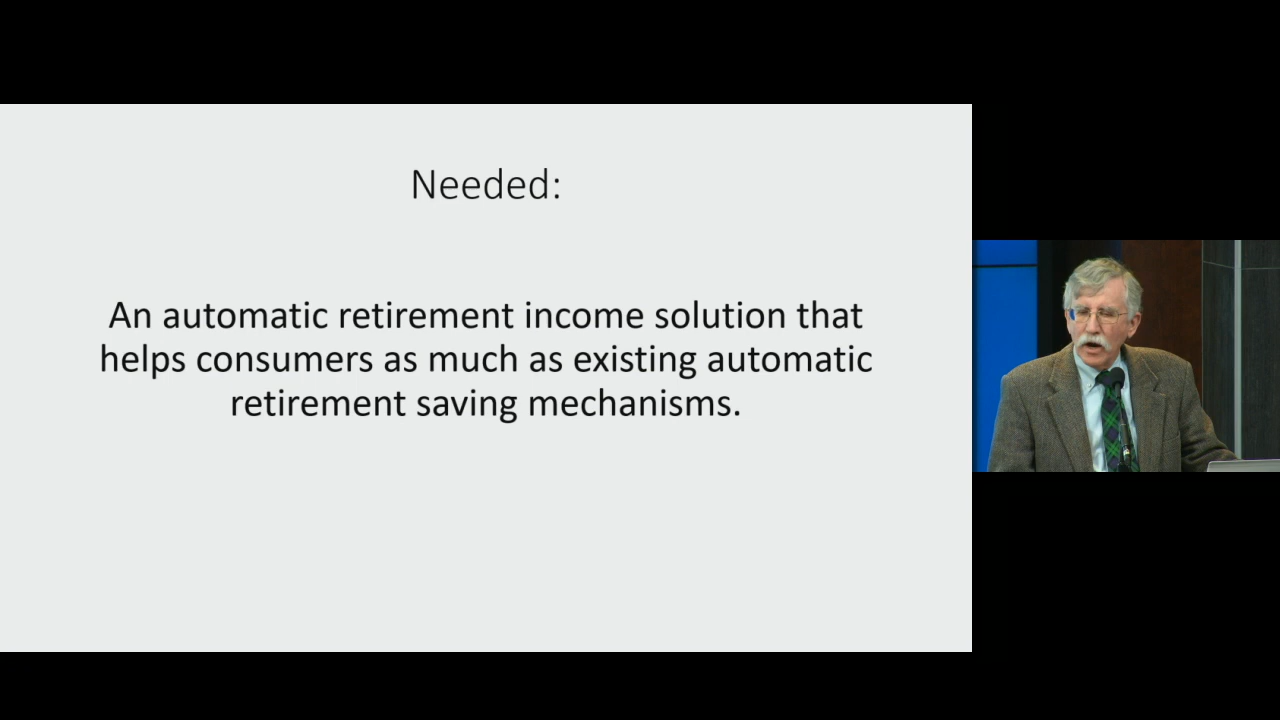 Needed:
An automatic retirement income solution that
helps consumers as much as existing automatic
retirement saving mechanisms.